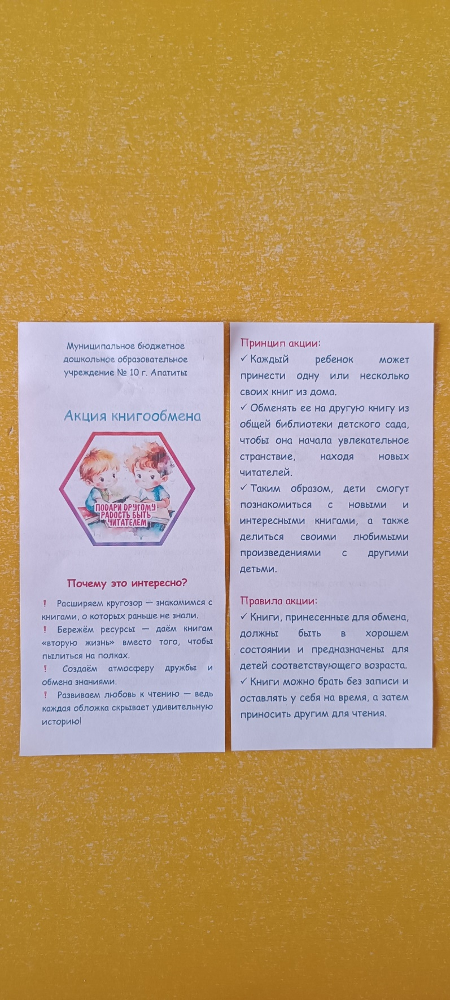 Муниципальное бюджетное
дошкольное образовательное
учреждение № 10 г. Апатиты
Акция книгообмена
ПОДАРИ ДРУГОМУ
РАДОСТЬ БЫТЬ
ЧИТАТЕЛЕМ
Почему это интересно?
! Расширяем кругозор — знакомимся с
книгами, о которых раньше не знали.
! Бережём ресурсы — даём книгам
«вторую жизнь» вместо того, чтобы
пылиться на полках.
! Создаём атмосферу дружбы и
обмена знаниями.
! Развиваем любовь к чтению — ведь
каждая обложка скрывает удивительную
историю!
Принцип акции:
✓ Каждый ребенок может
принести одну или несколько
своих книг из дома.
✓ Обменять ее на другую книгу из
общей библиотеки детского сада,
чтобы она начала увлекательное
странствие, находя новых
читателей.
✓ Таким образом, дети смогут
познакомиться с новыми и
интересными книгами, а также
делиться своими любимыми
произведениями с другими
детьми.
Правила акции:
✓ Книги, принесенные для обмена,
должны быть в хорошем
состоянии и предназначены для
детей соответствующего возраста.
✓ Книги можно брать без записи и
оставлять у себя на время, а затем
приносить другим для чтения.